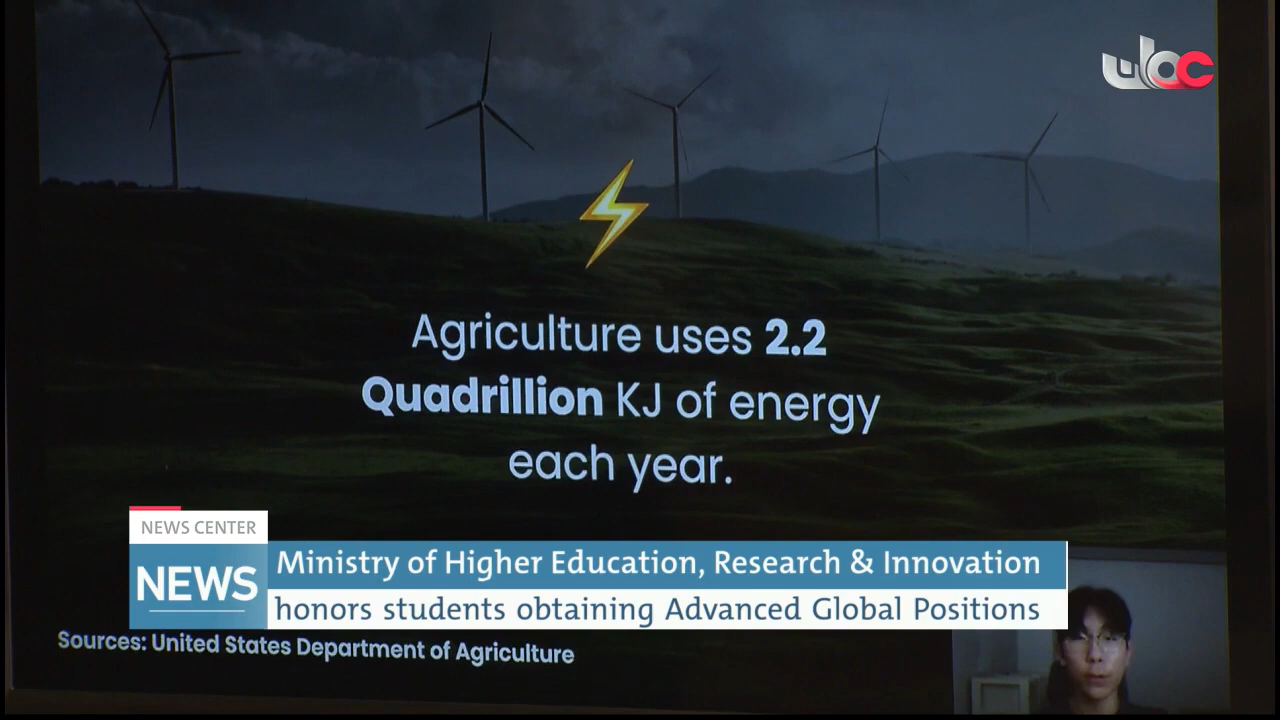 Agriculture uses 2.2
Quadrillion KJ of energy
each year.
NEWS CENTER
NEWS
Ministry of Higher Education, Research & Innovation
honors students obtaining Advanced Global Positions
Sources: United States Department of Agriculture